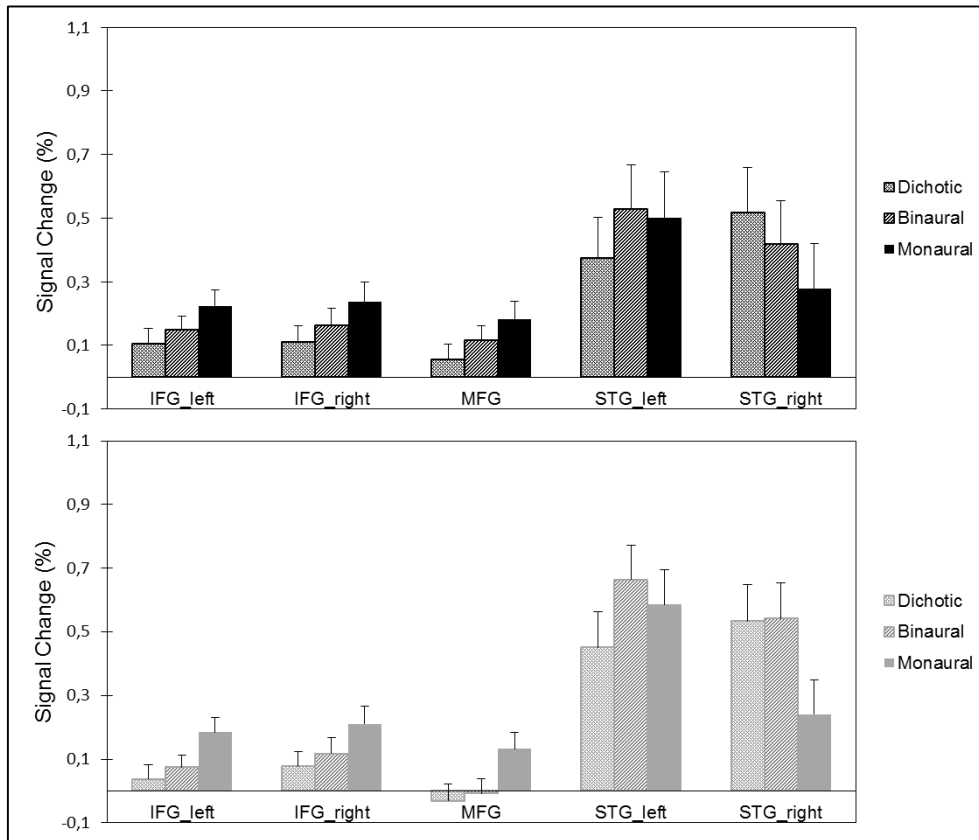 1,1
0,9
0,7
0,5
0,3
0,1
-0,1
Signal Change (%)
IFG_left IFG_right MFG STG_left STG_right
Dichotic
Binaural
Monaural
1,1
0,9
0,7
0,5
0,3
0,1
-0,1
Signal Change (%)
IFG_left IFG_right MFG STG_left STG_right
Dichotic
Binaural
Monaural